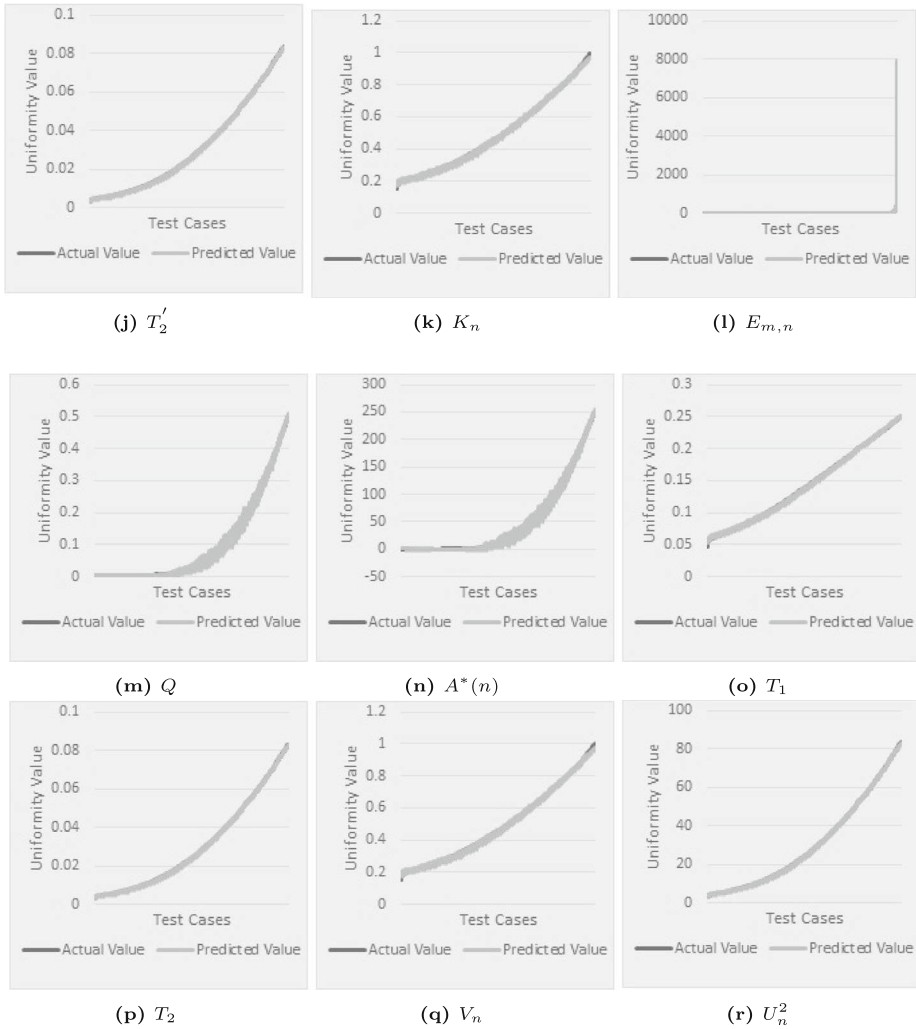 0.1
0.08
0.06
0.04
0.02
0
Uniformity Value
Test Cases
Actual Value Predicted Value
(j) T₂′
1.2
1
0.8
0.6
0.4
0.2
0
Uniformity Value
Test Cases
Actual Value Predicted Value
(k) Kₙ
10000
8000
6000
4000
2000
0
Uniformity Value
Test Cases
Actual Value Predicted Value
(l) Eₘ,ₙ
0.6
0.5
0.4
0.3
0.2
0.1
0
Uniformity Value
Test Cases
Actual Value Predicted Value
(m) Q
300
250
200
150
100
50
0
-50
Uniformity Value
Test Cases
Actual Value Predicted Value
(n) A*(n)
0.3
0.25
0.2
0.15
0.1
0.05
0
Uniformity Value
Test Cases
Actual Value Predicted Value
(o) T₁
0.1
0.08
0.06
0.04
0.02
0
Uniformity Value
Test Cases
Actual Value Predicted Value
(p) T₂
1.2
1
0.8
0.6
0.4
0.2
0
Uniformity Value
Test Cases
Actual Value Predicted Value
(q) Vₙ
100
80
60
40
20
0
Uniformity Value
Test Cases
Actual Value Predicted Value
(r) Uₙ²